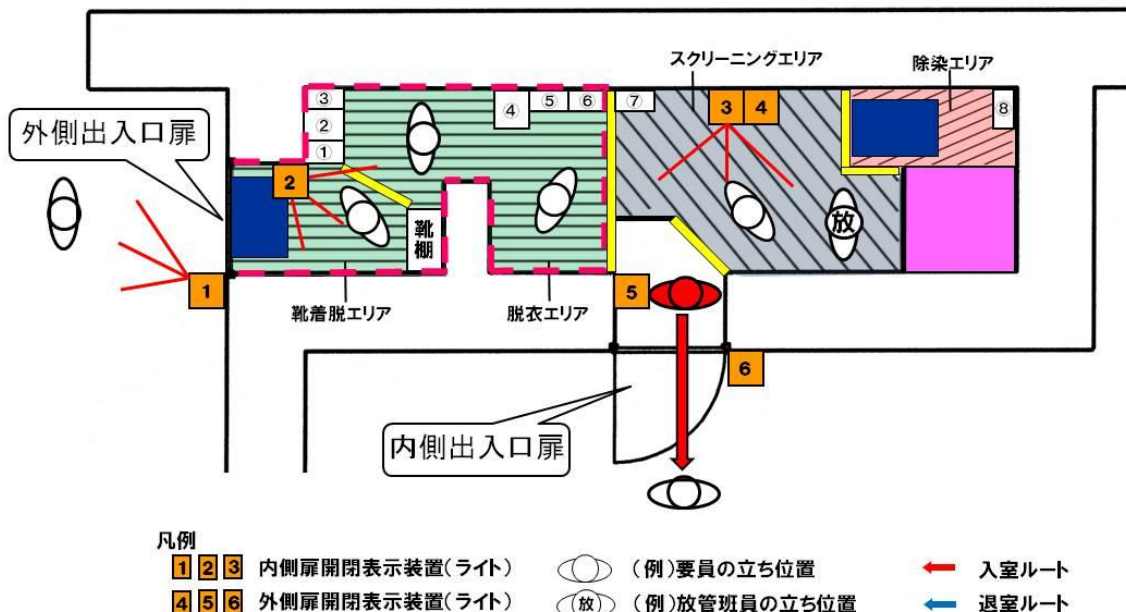 スクリーニングエリア
除染エリア
外側出入口扉
③
②
①
④
⑤
⑥
⑦
3
4
⑧
2
靴棚
放
1
5
6
靴着脱エリア
脱衣エリア
内側出入口扉
凡例
1 2 3 内側扉開閉表示装置(ライト) (例)要員の立ち位置 入室ルート
4 5 6 外側扉開閉表示装置(ライト) 放 (例)放管班員の立ち位置 退室ルート